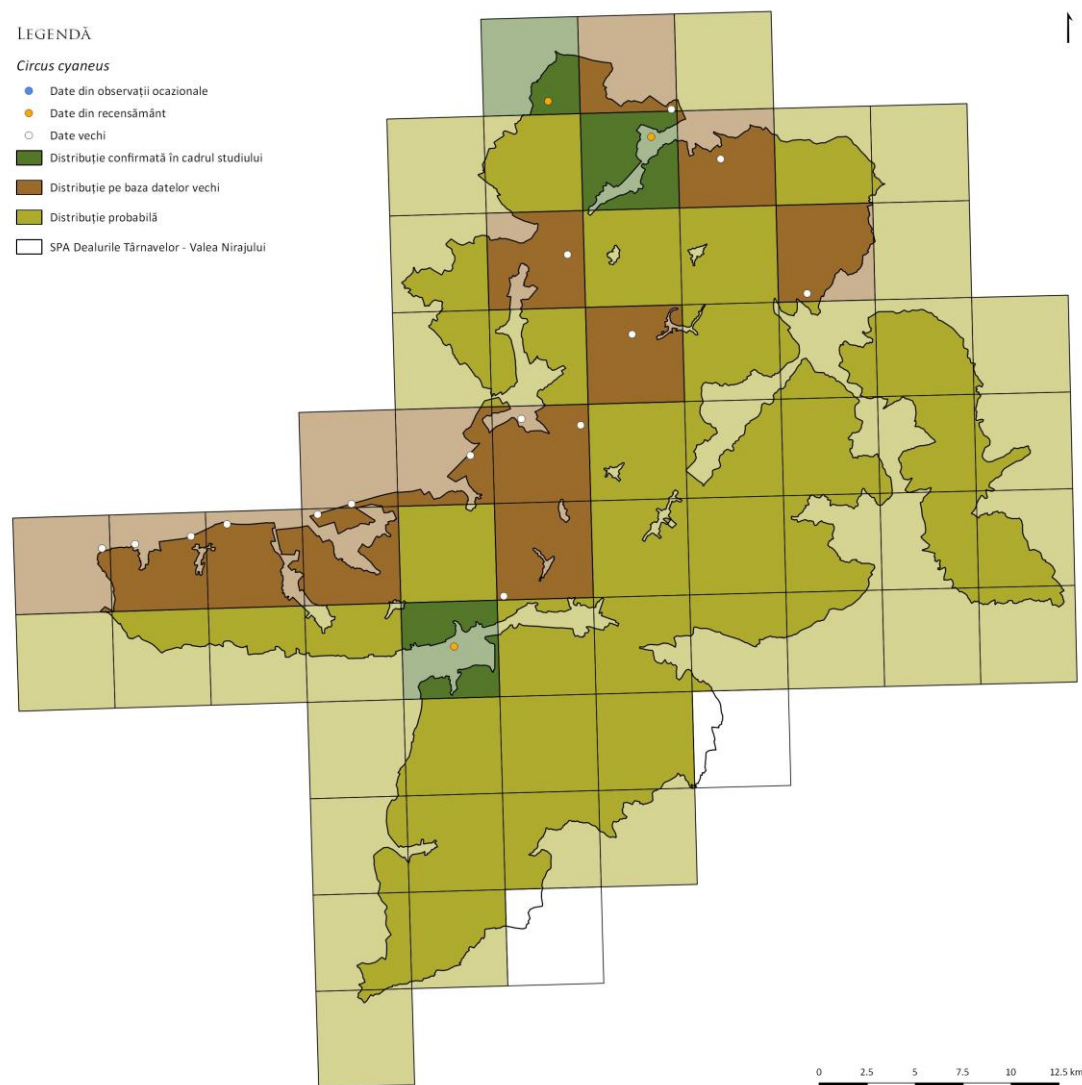 LEGENDĂ
Circus cyaneus
Date din observații ocazionale
Date din recensământ
Date vechi
Distribuție confirmată în cadrul studiului
Distribuție pe baza datelor vechi
Distribuție probabilă
SPA Dealurile Târnavelor - Valea Nirajului
0 2.5 5 7.5 10 12.5 km